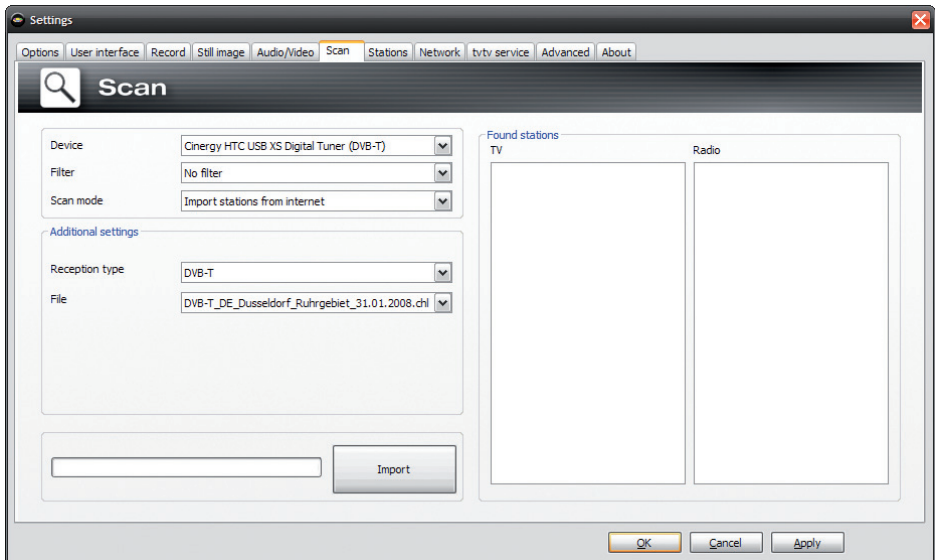 Settings
Options User interface Record Still image Audio/Video Scan Stations Network tvtv service Advanced About
Scan
Device Cinergy HTC USB XS Digital Tuner (DVB-T)
Filter No filter
Scan mode Import stations from internet
Additional settings
Reception type DVB-T
File DVB-T_DE_Dusseldorf_Ruhrgebiet_31.01.2008.chl
Import
Found stations
TV Radio
OK Cancel Apply